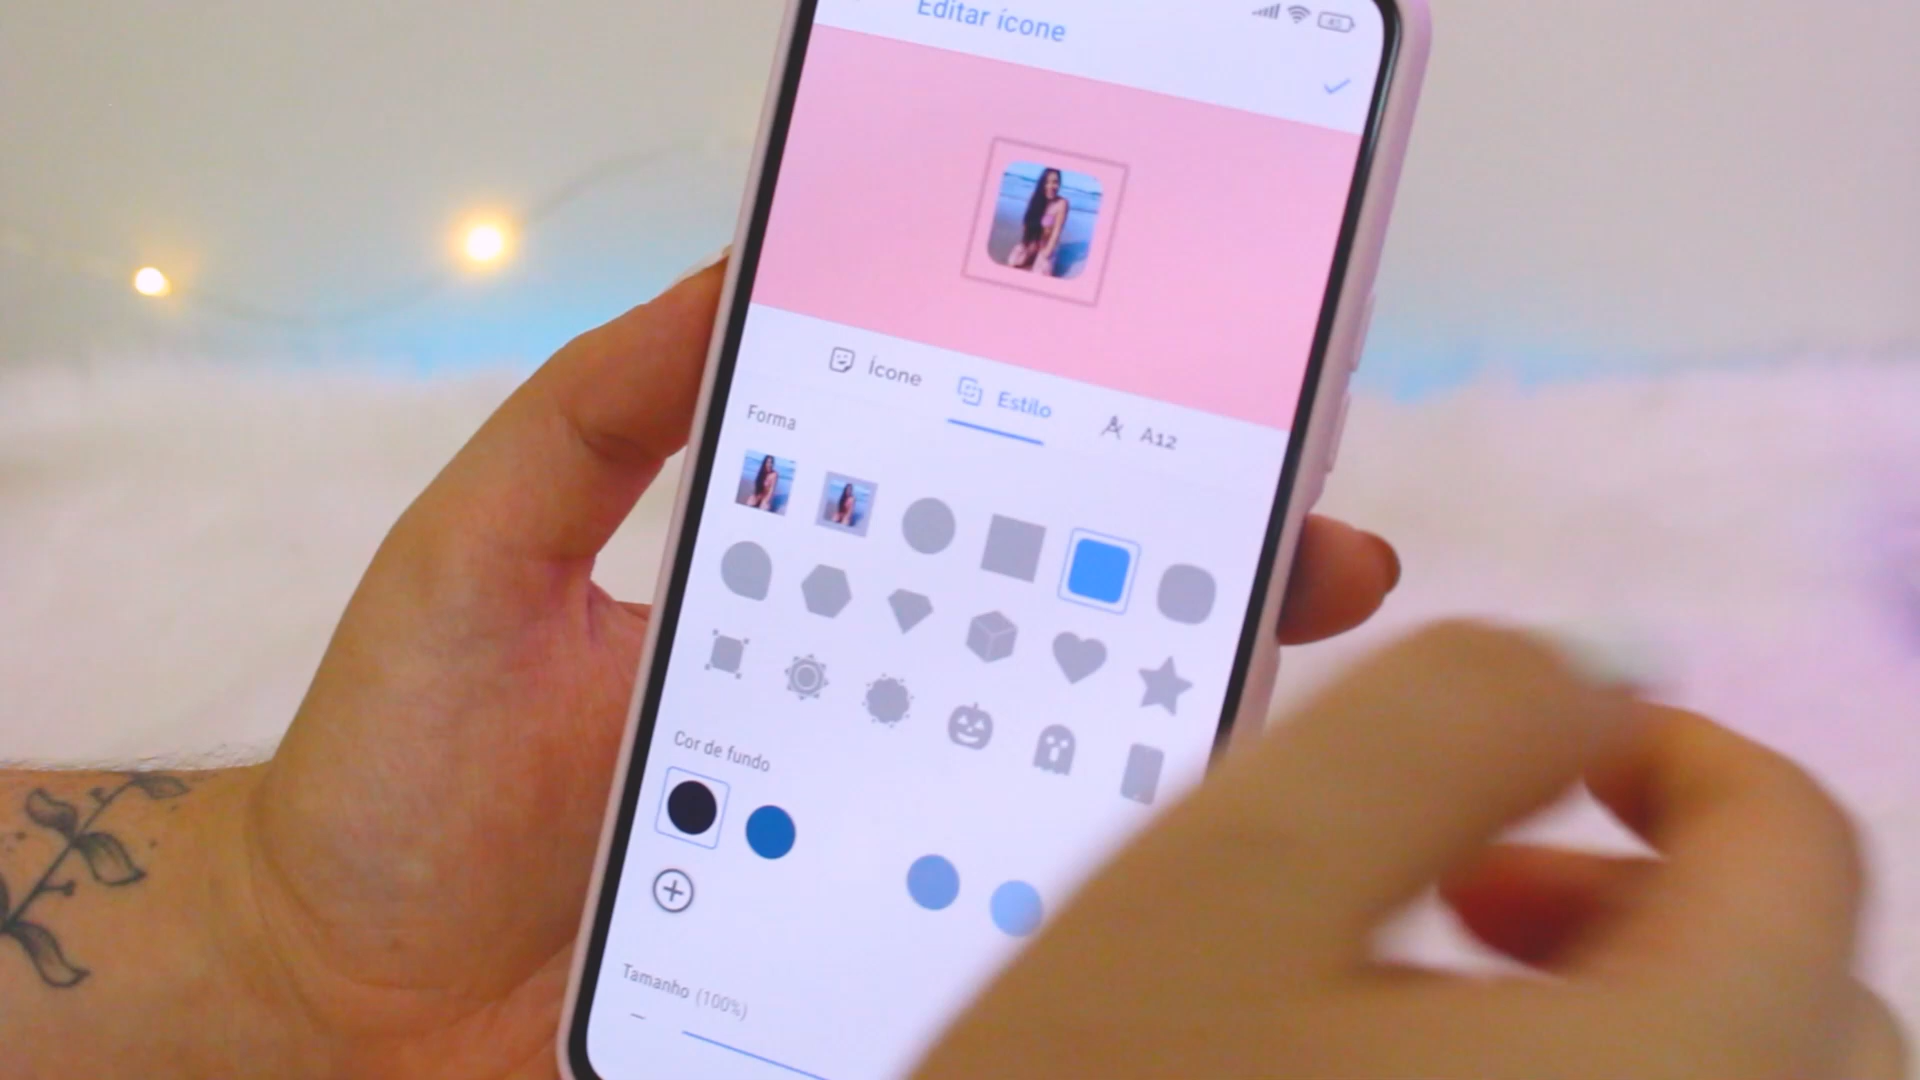 Editar ícone
Ícone
Estilo
A12
Forma
Cor de fundo
Tamanho (100%)